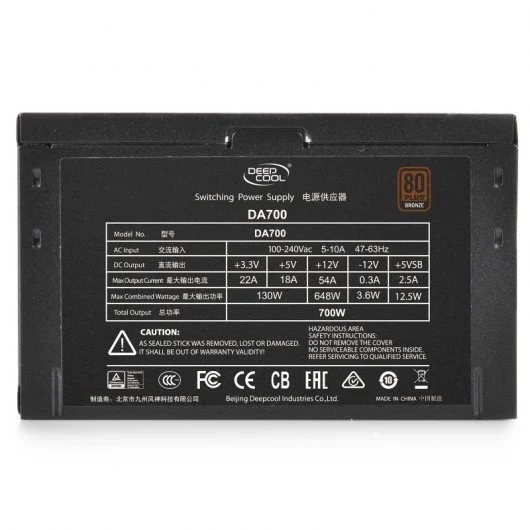 DEEP
COOL
80
PLUS
BRONZE
Switching Power Supply 电源供应器
DA700
Model No. 型号 DA700
AC Input 交流输入 100-240Vac 5-10A 47-63Hz
DC Output 直流输出 +3.3V +5V +12V -12V +5VSB
Max Output Current 最大输出电流 22A 18A 54A 0.3A 2.5A
Max Combined Wattage 最大输出功率 130W 648W 3.6W 12.5W
Total Output 总功率 700W
CAUTION:
AS SEALED STICK WAS REMOVED, LOST OR DAMAGED.
IT SHALL BE OUT OF WARRANTY AUTOMATICALLY.
HAZARDOUS AREA
SAFETY INSTRUCTIONS:
DO NOT REMOVE THE COVER
NO SERVICEABLE COMPONENTS INSIDE.
REFER SERVICING TO QUALIFIED SERVICE.
FC CE CB EAC CCC 10
制造商：北京市九州风神科技有限公司 Beijing Deepcool Industries Co., Ltd. MADE IN CHINA 中国制造